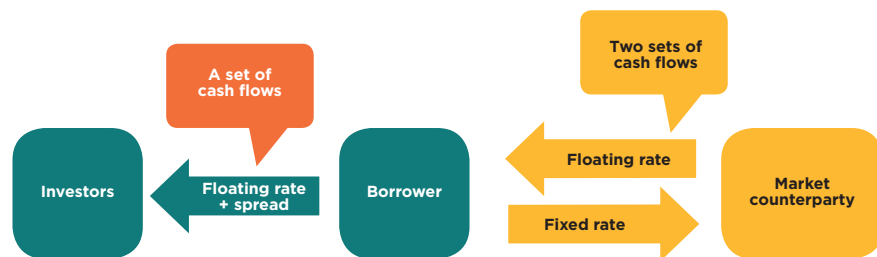 A set of
cash flows
Two sets of
cash flows
Investors
Floating rate
+ spread
Borrower
Floating rate
Fixed rate
Market
counterparty